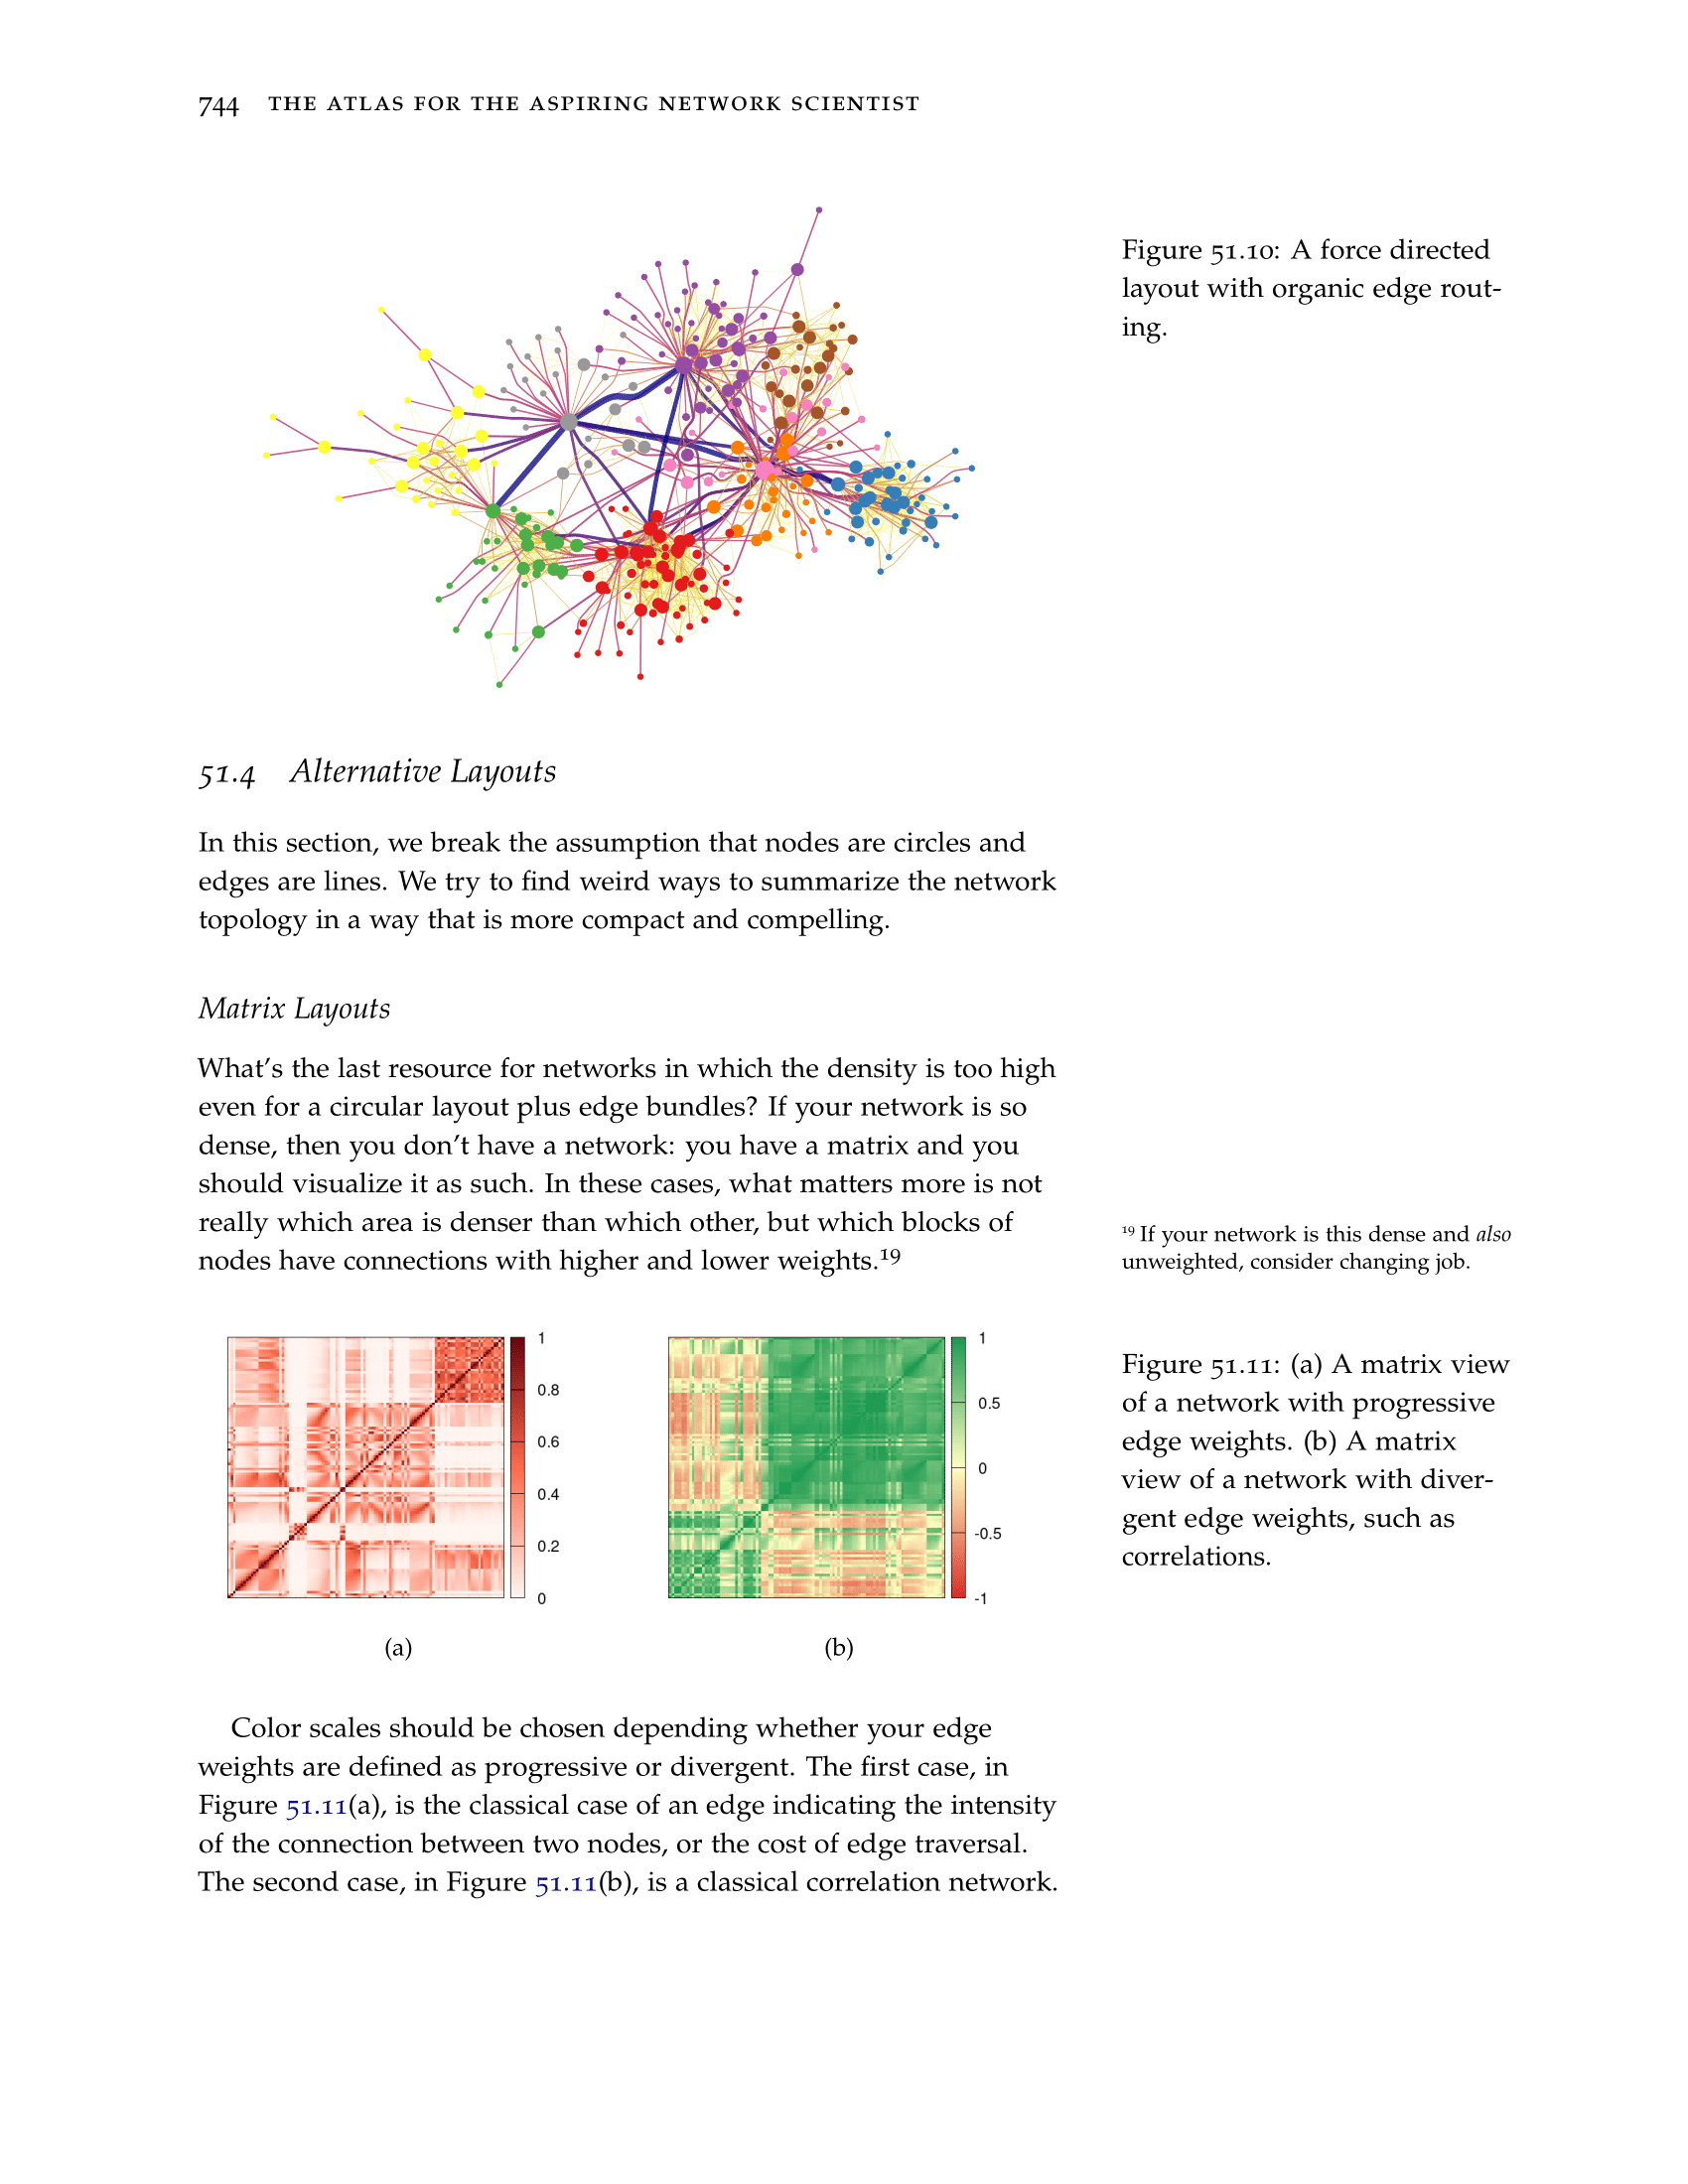 744 THE ATLAS FOR THE ASPIRING NETWORK SCIENTIST
Figure 51.10: A force directed
layout with organic edge rout-
ing.
51.4 Alternative Layouts
In this section, we break the assumption that nodes are circles and
edges are lines. We try to find weird ways to summarize the network
topology in a way that is more compact and compelling.
Matrix Layouts
What's the last resource for networks in which the density is too high
even for a circular layout plus edge bundles? If your network is so
dense, then you don't have a network: you have a matrix and you
should visualize it as such. In these cases, what matters more is not
really which area is denser than which other, but which blocks of
nodes have connections with higher and lower weights.19
19 If your network is this dense and also
unweighted, consider changing job.
1
0.8
0.6
0.4
0.2
0
(a)
1
0.5
0
-0.5
-1
(b)
Figure 51.11: (a) A matrix view
of a network with progressive
edge weights. (b) A matrix
view of a network with diver-
gent edge weights, such as
correlations.
Color scales should be chosen depending whether your edge
weights are defined as progressive or divergent. The first case, in
Figure 51.11(a), is the classical case of an edge indicating the intensity
of the connection between two nodes, or the cost of edge traversal.
The second case, in Figure 51.11(b), is a classical correlation network.